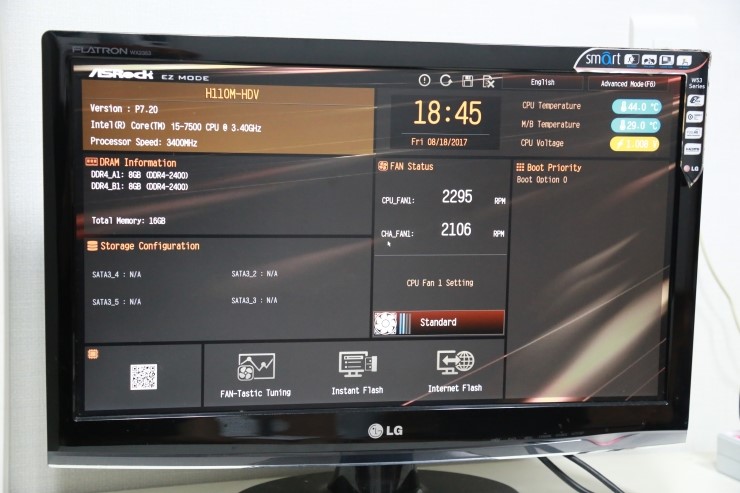 FLATRON
smart
ASRock EZ MODE
English
Advanced Mode(F6)
W53
Series
H110M-HDV
Version : P7.20
Intel(R) Core(TM) i5-7500 CPU @ 3.40GHz
Processor Speed: 3400MHz
18:45
Fri 08/18/2017
CPU Temperature 44.0 °C
M/B Temperature 29.0 °C
CPU Voltage
HDMI
LG
DRAM Information
DDR4_A1: 8GB (DDR4-2400)
DDR4_B1: 8GB (DDR4-2400)
Total Memory: 16GB
Storage Configuration
SATA3_4 : N/A SATA3_2 : N/A
SATA3_5 : N/A SATA3_3 : N/A
FAN Status
CPU_FAN1: 2295 RPM
CHA_FAN1: 2106 RPM
CPU Fan 1 Setting
Standard
Boot Priority
Boot Option 0
FAN-Tastic Tuning
Instant Flash
Internet Flash
LG